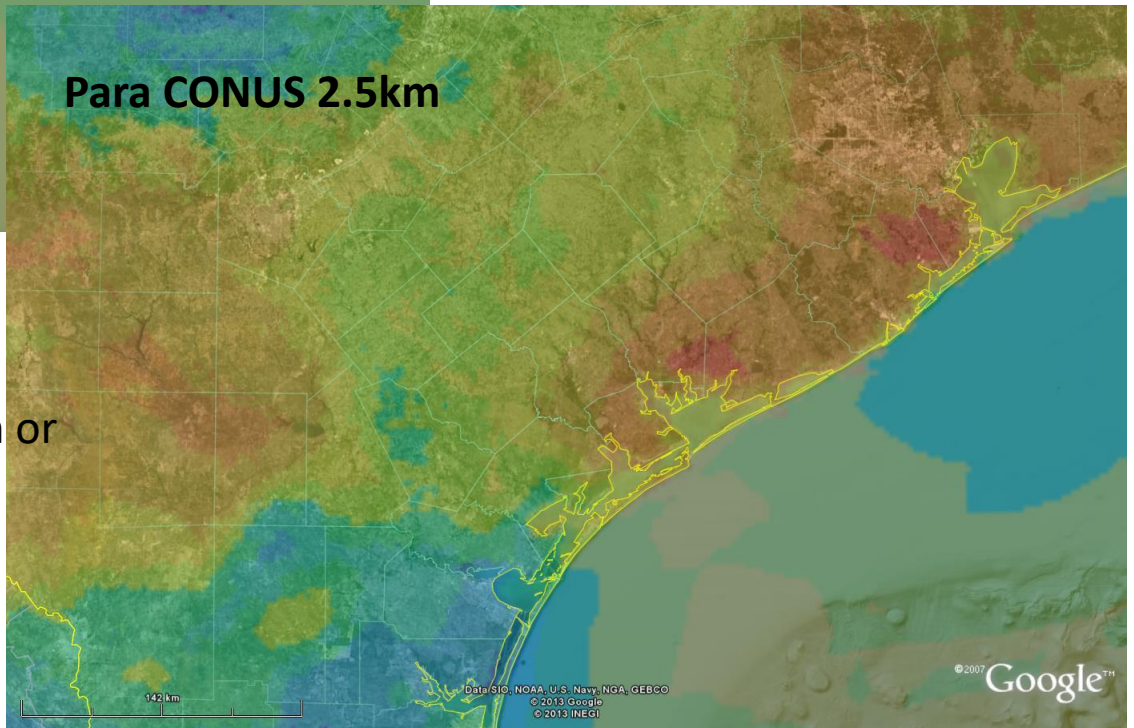 Para CONUS 2.5km
or
142 km
Data SIO, NOAA, U.S. Navy, NGA, GEBCO
© 2013 Google
© 2013 INEGI
©2007 Google™